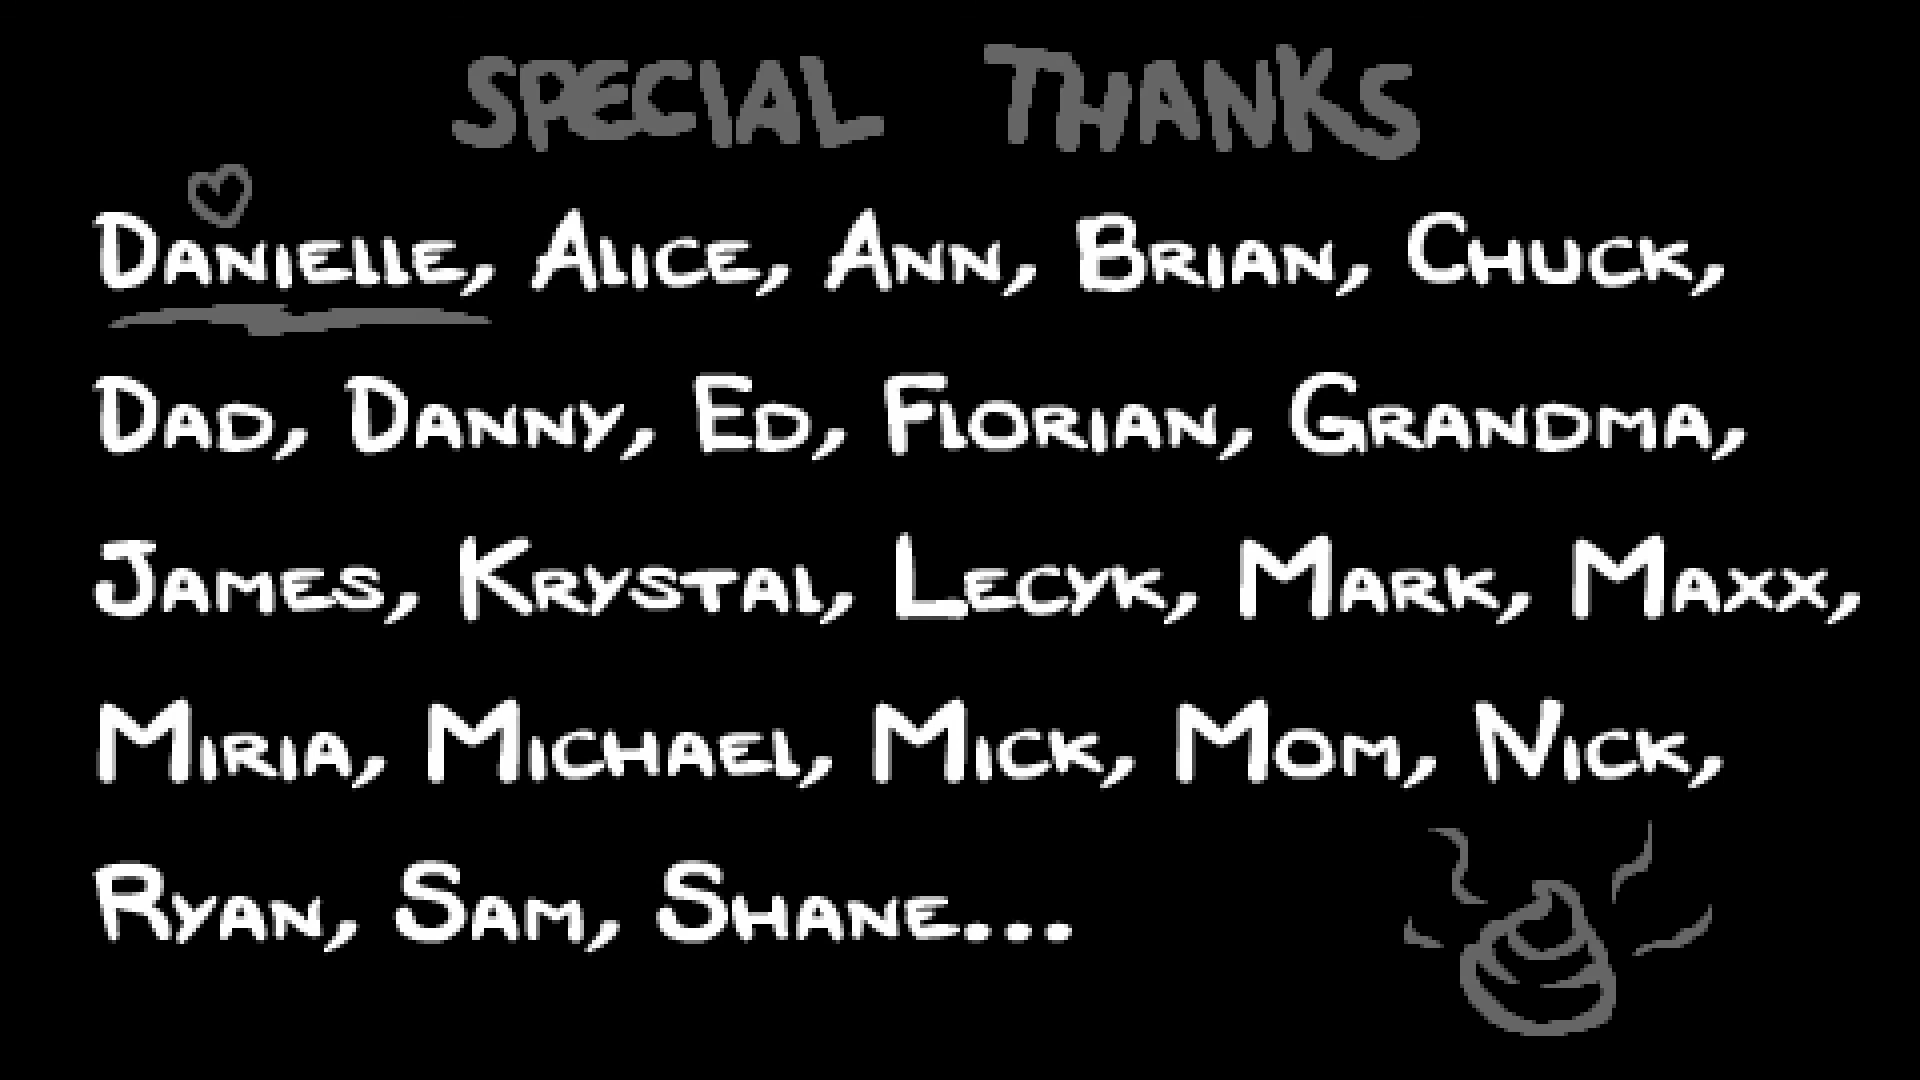 SPECIAL THANKS
Danielle, Alice, Ann, Brian, Chuck,
Dad, Danny, Ed, Florian, Grandma,
James, Krystal, Lecyk, Mark, Maxx,
Miria, Michael, Mick, Mom, Nick,
Ryan, Sam, Shane...